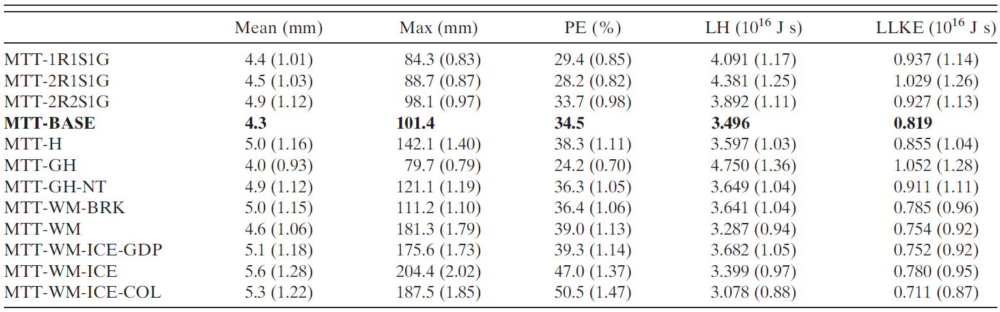 Mean (mm) Max (mm) PE (%) LH (10¹⁶ J s) LLKE (10¹⁶ J s)
MTT-1R1S1G 4.4 (1.01) 84.3 (0.83) 29.4 (0.85) 4.091 (1.17) 0.937 (1.14)
MTT-2R1S1G 4.5 (1.03) 88.7 (0.87) 28.2 (0.82) 4.381 (1.25) 1.029 (1.26)
MTT-2R2S1G 4.9 (1.12) 98.1 (0.97) 33.7 (0.98) 3.892 (1.11) 0.927 (1.13)
MTT-BASE 4.3 101.4 34.5 3.496 0.819
MTT-H 5.0 (1.16) 142.1 (1.40) 38.3 (1.11) 3.597 (1.03) 0.855 (1.04)
MTT-GH 4.0 (0.93) 79.7 (0.79) 24.2 (0.70) 4.750 (1.36) 1.052 (1.28)
MTT-GH-NT 4.9 (1.12) 121.1 (1.19) 36.3 (1.05) 3.649 (1.04) 0.911 (1.11)
MTT-WM-BRK 5.0 (1.15) 111.2 (1.10) 36.4 (1.06) 3.641 (1.04) 0.785 (0.96)
MTT-WM 4.6 (1.06) 181.3 (1.79) 39.0 (1.13) 3.287 (0.94) 0.754 (0.92)
MTT-WM-ICE-GDP 5.1 (1.18) 175.6 (1.73) 39.3 (1.14) 3.682 (1.05) 0.752 (0.92)
MTT-WM-ICE 5.6 (1.28) 204.4 (2.02) 47.0 (1.37) 3.399 (0.97) 0.780 (0.95)
MTT-WM-ICE-COL 5.3 (1.22) 187.5 (1.85) 50.5 (1.47) 3.078 (0.88) 0.711 (0.87)